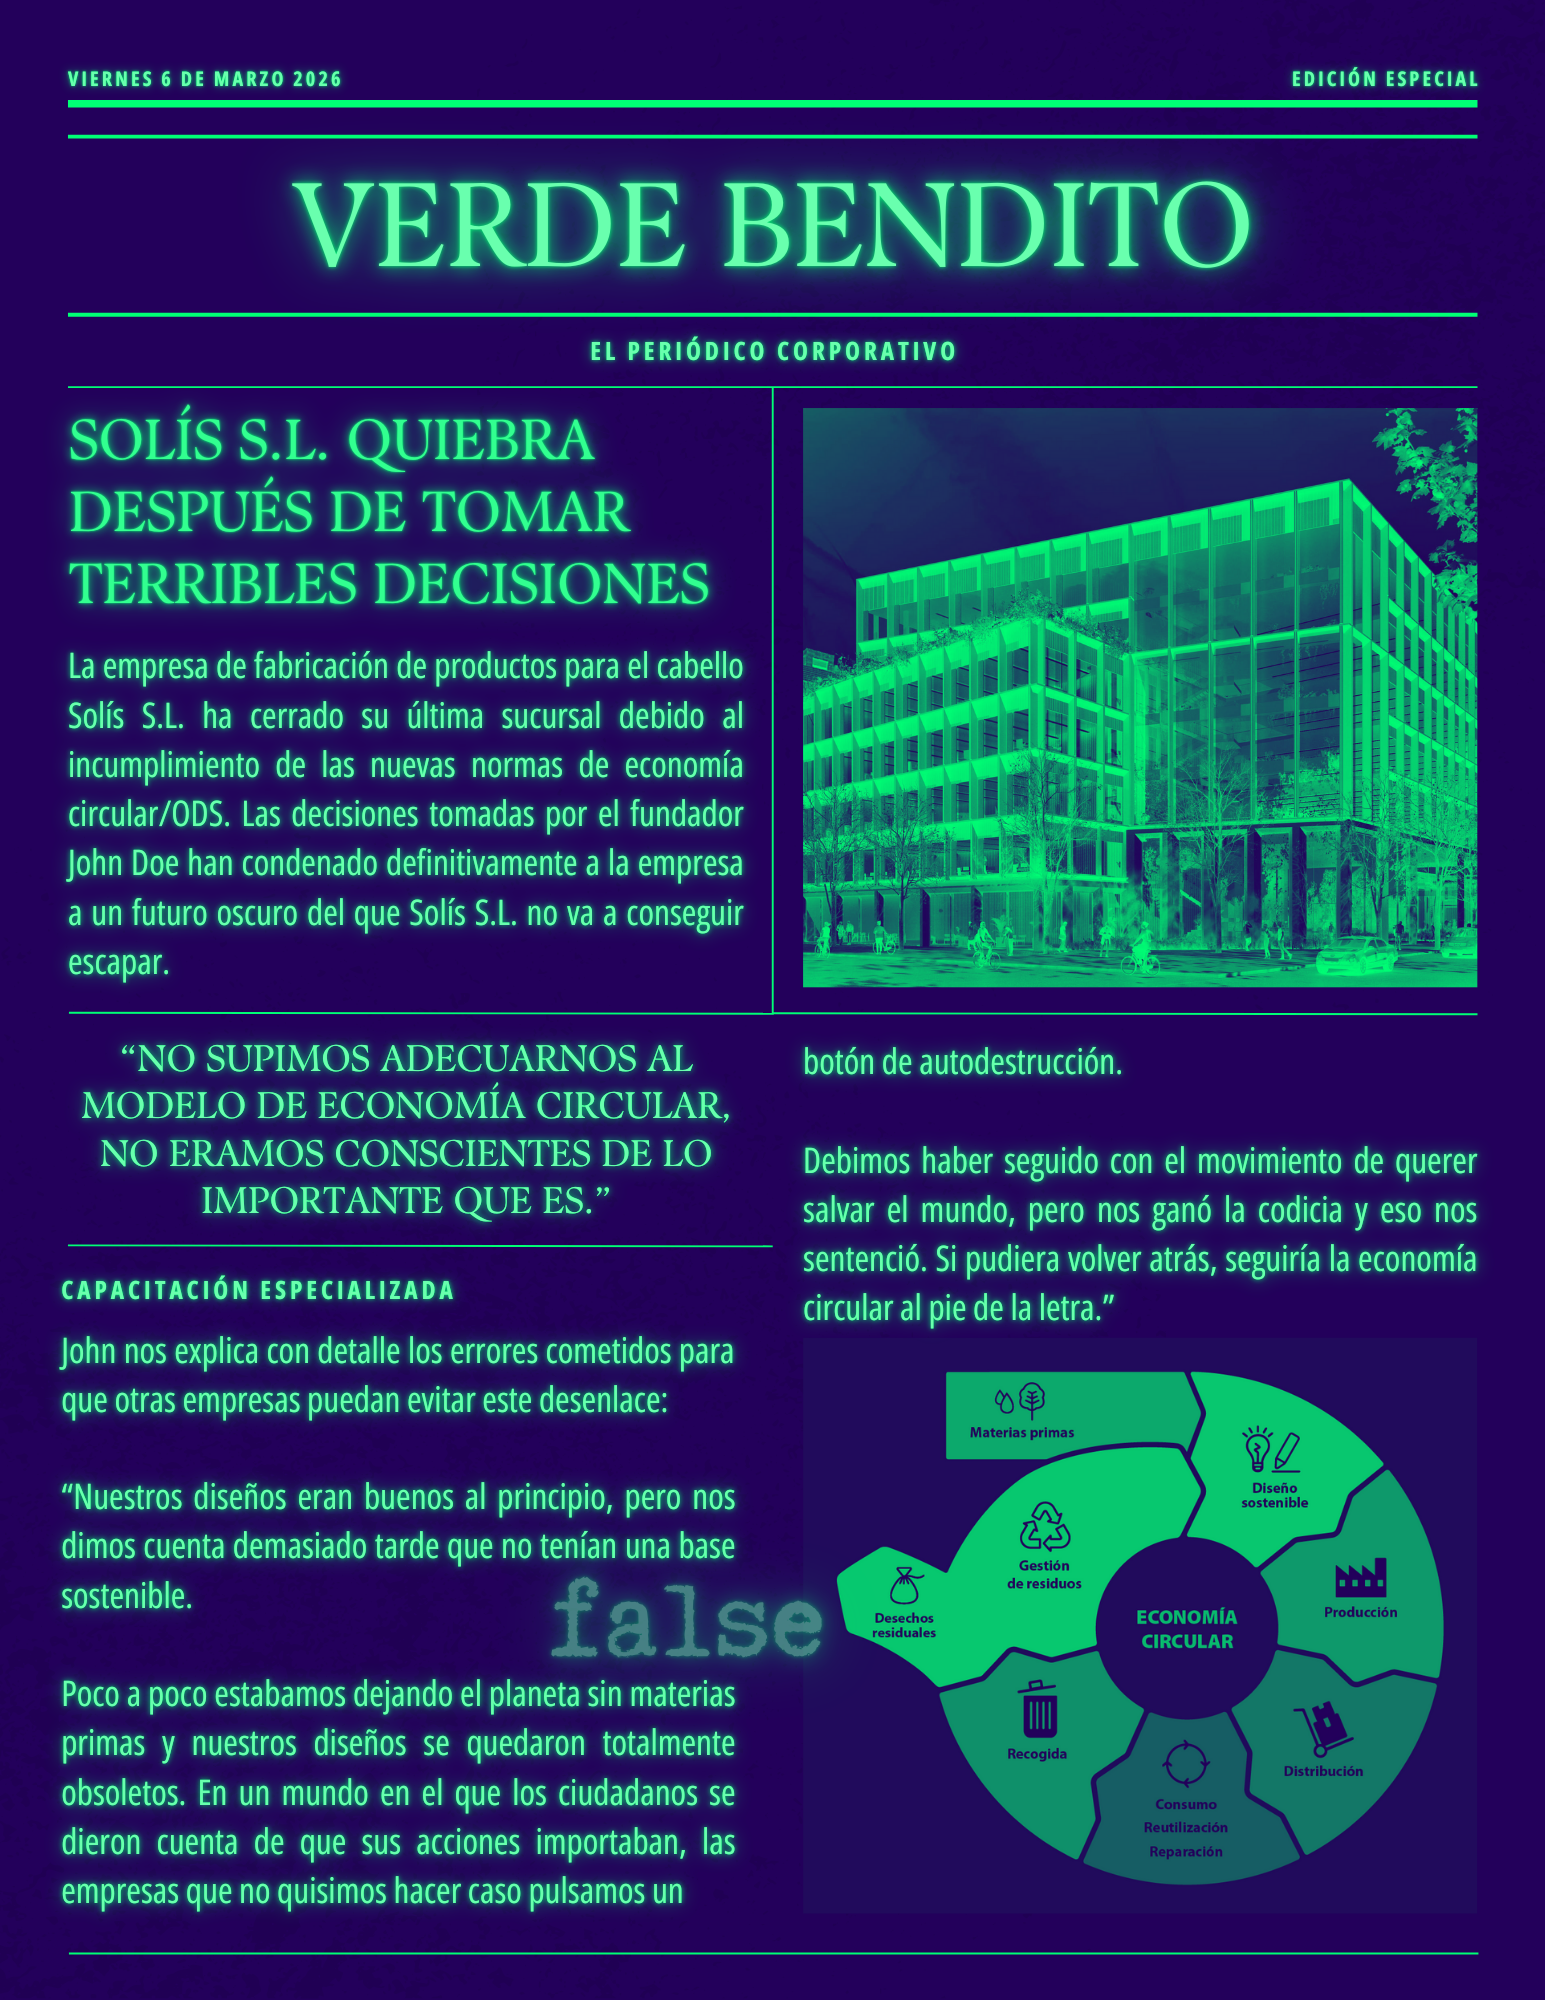 VIERNES 6 DE MARZO 2026
EDICIÓN ESPECIAL
VERDE BENDITO
EL PERIÓDICO CORPORATIVO
SOLÍS S.L. QUIEBRA
DESPUÉS DE TOMAR
TERRIBLES DECISIONES
La empresa de fabricación de productos para el cabello
Solís S.L. ha cerrado su última sucursal debido al
incumplimiento de las nuevas normas de economía
circular/ODS. Las decisiones tomadas por el fundador
John Doe han condenado definitivamente a la empresa
a un futuro oscuro del que Solís S.L. no va a conseguir
escapar.
“NO SUPIMOS ADECUARNOS AL
MODELO DE ECONOMÍA CIRCULAR,
NO ERAMOS CONSCIENTES DE LO
IMPORTANTE QUE ES.”
CAPACITACIÓN ESPECIALIZADA
John nos explica con detalle los errores cometidos para
que otras empresas puedan evitar este desenlace:
“Nuestros diseños eran buenos al principio, pero nos
dimos cuenta demasiado tarde que no tenían una base
sostenible.
false
Poco a poco estabamos dejando el planeta sin materias
primas y nuestros diseños se quedaron totalmente
obsoletos. En un mundo en el que los ciudadanos se
dieron cuenta de que sus acciones importaban, las
empresas que no quisimos hacer caso pulsamos un
botón de autodestrucción.
Debimos haber seguido con el movimiento de querer
salvar el mundo, pero nos ganó la codicia y eso nos
sentenció. Si pudiera volver atrás, seguiría la economía
circular al pie de la letra.”
Materias primas
Diseño
sostenible
Producción
Distribución
Consumo
Reutilización
Reparación
Recogida
Gestión
de residuos
Desechos
residuales
ECONOMÍA
CIRCULAR